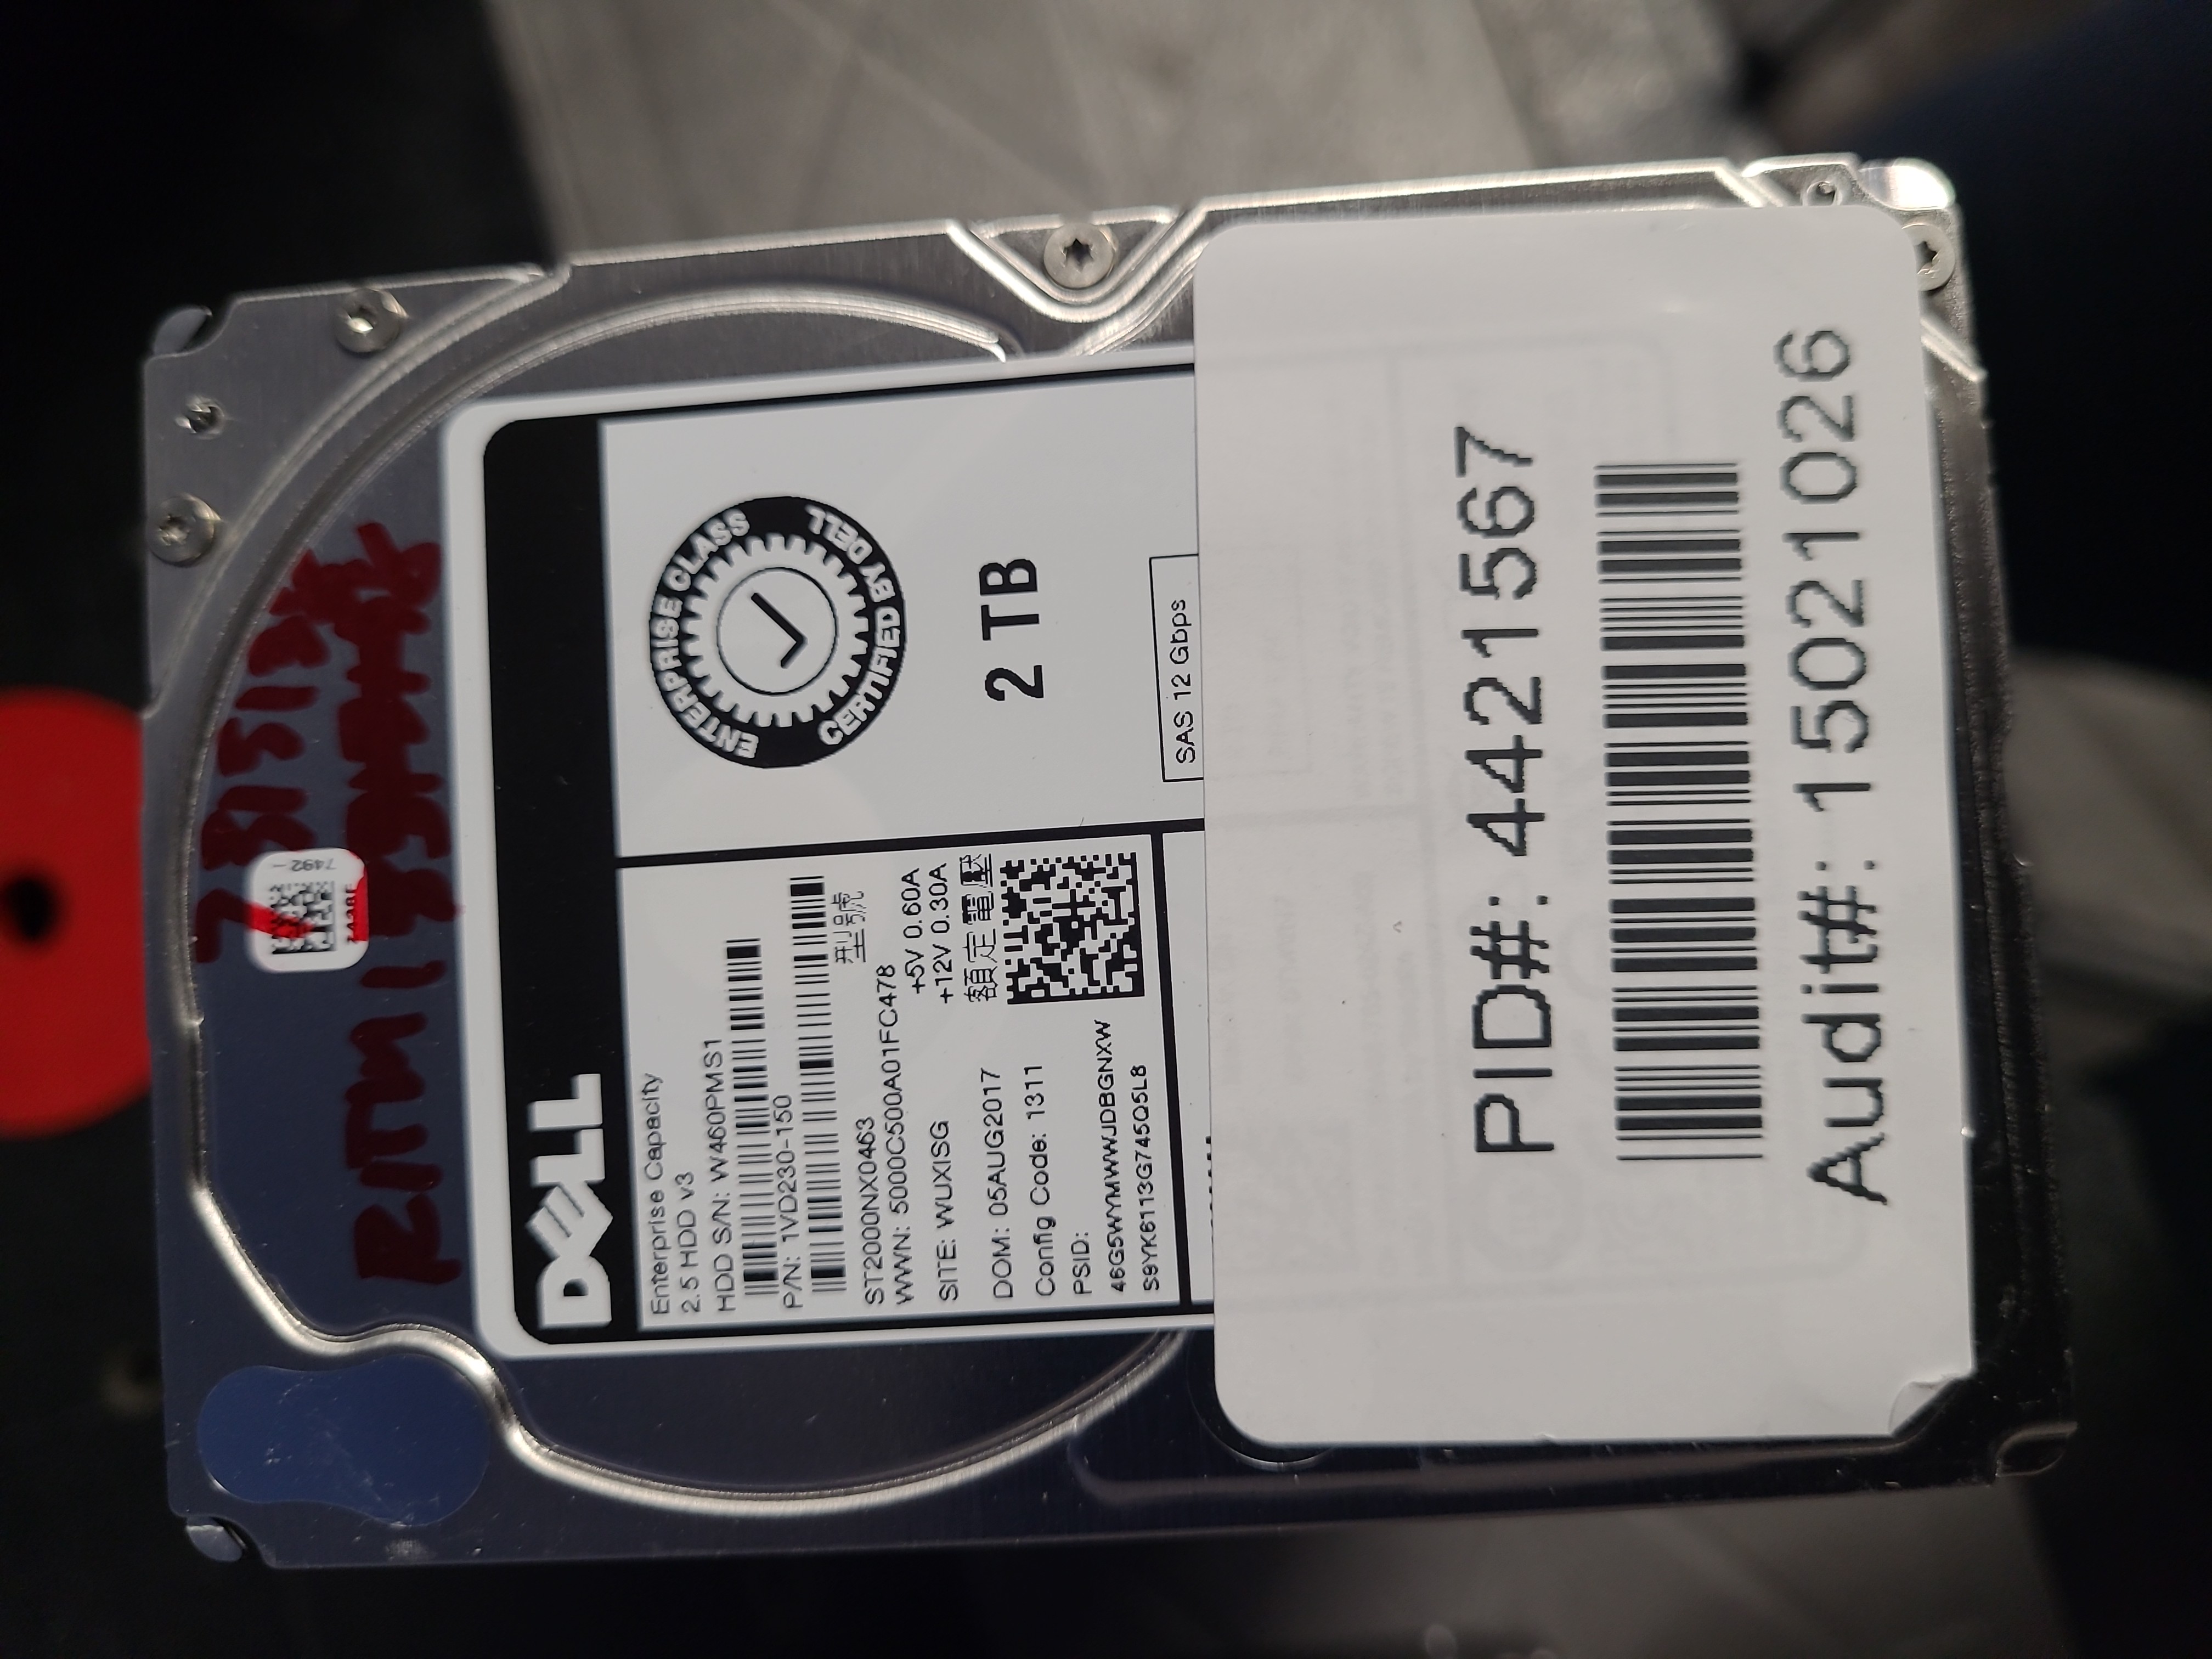 7492--
DELL
Enterprise Capacity
2.5 HDD v3
HDD S/N: W460PMS1
P/N: 1VD230-150
型號
ST2000NX0463
WWN: 5000C500A01FC478
+5V 0.60A
SITE: WUXISG
+12V 0.30A
額定電壓
DOM: 05AUG2017
Config Code: 1311
PSID:
46G5WYMWWJDBGNXW
S9YK6113G745Q5L8
ENTERPRISE CLASS
CERTIFIED BY DELL
2 TB
SAS 12 Gbps
PID#: 4421567
Audit#: 15021026